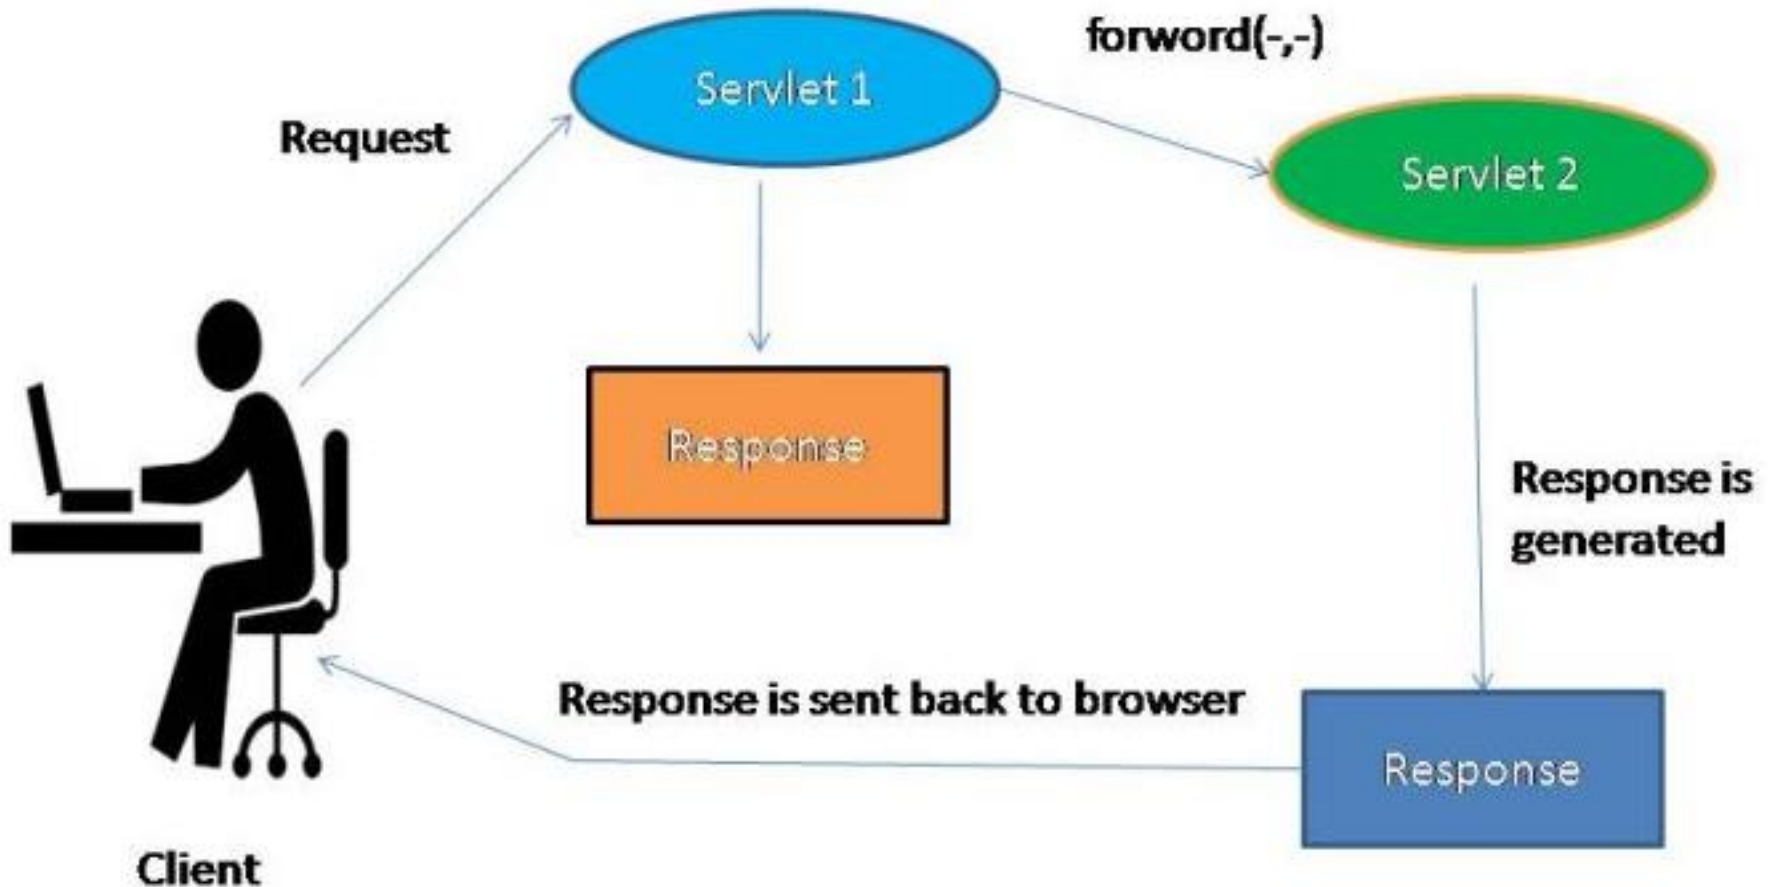 forword(-,-)
Servlet 1
Request
Servlet 2
Response
Response is
generated
Response is sent back to browser
Response
Client